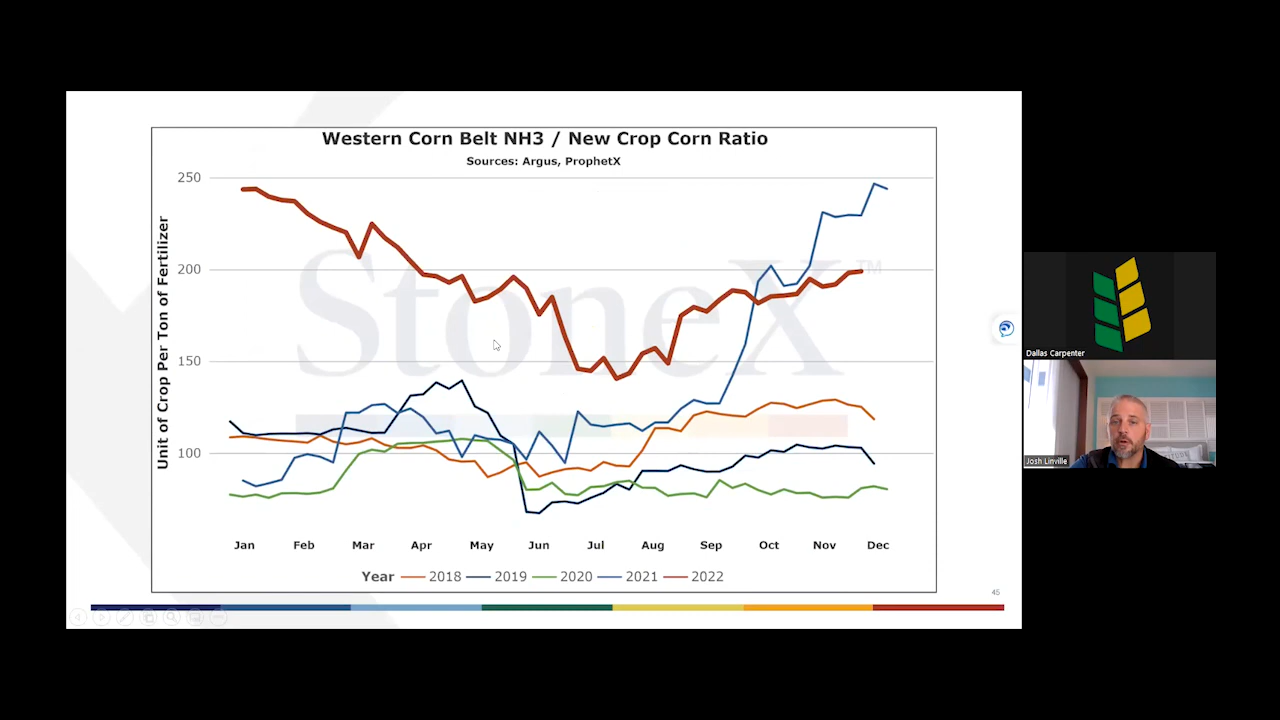 Western Corn Belt NH3 / New Crop Corn Ratio
Sources: Argus, ProphetX
Unit of Crop Per Ton of Fertilizer
250
200
150
100
StoneX™
Jan Feb Mar Apr May Jun Jul Aug Sep Oct Nov Dec
Year 2018 2019 2020 2021 2022
45
Dallas Carpenter
Josh Linville